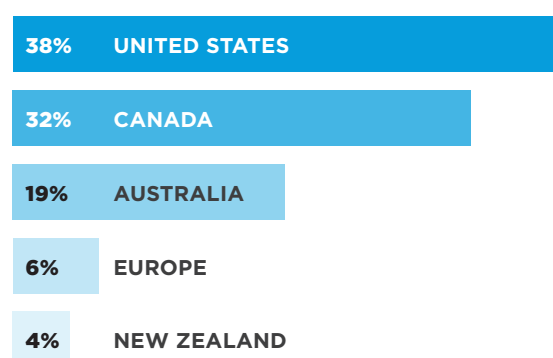 38% UNITED STATES
32% CANADA
19% AUSTRALIA
6% EUROPE
4% NEW ZEALAND